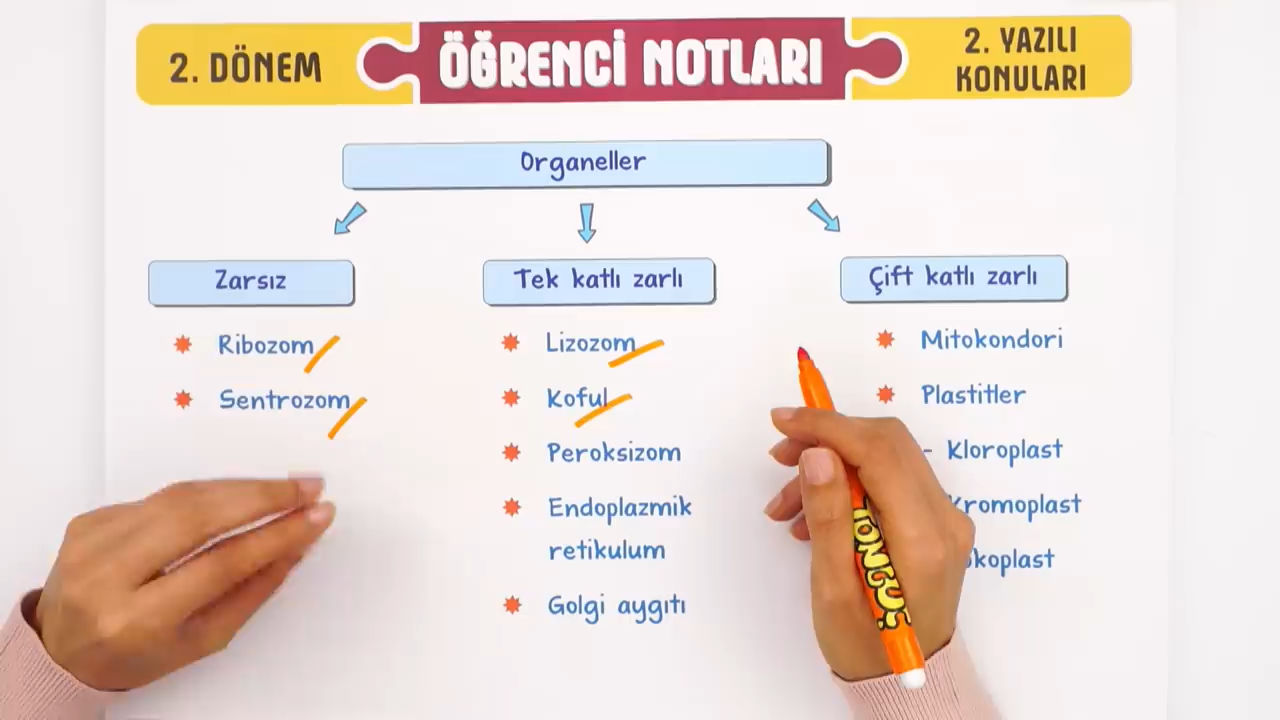 2. DÖNEM
ÖĞRENCİ NOTLARI
2. YAZILI
KONULARI
Organeller
Zarsız
Ribozom
Sentrozom
Tek katlı zarlı
Lizozom
Koful
Peroksizom
Endoplazmik
retikulum
Golgi aygıtı
Çift katlı zarlı
Mitokondori
Plastitler
- Kloroplast
Kromoplast